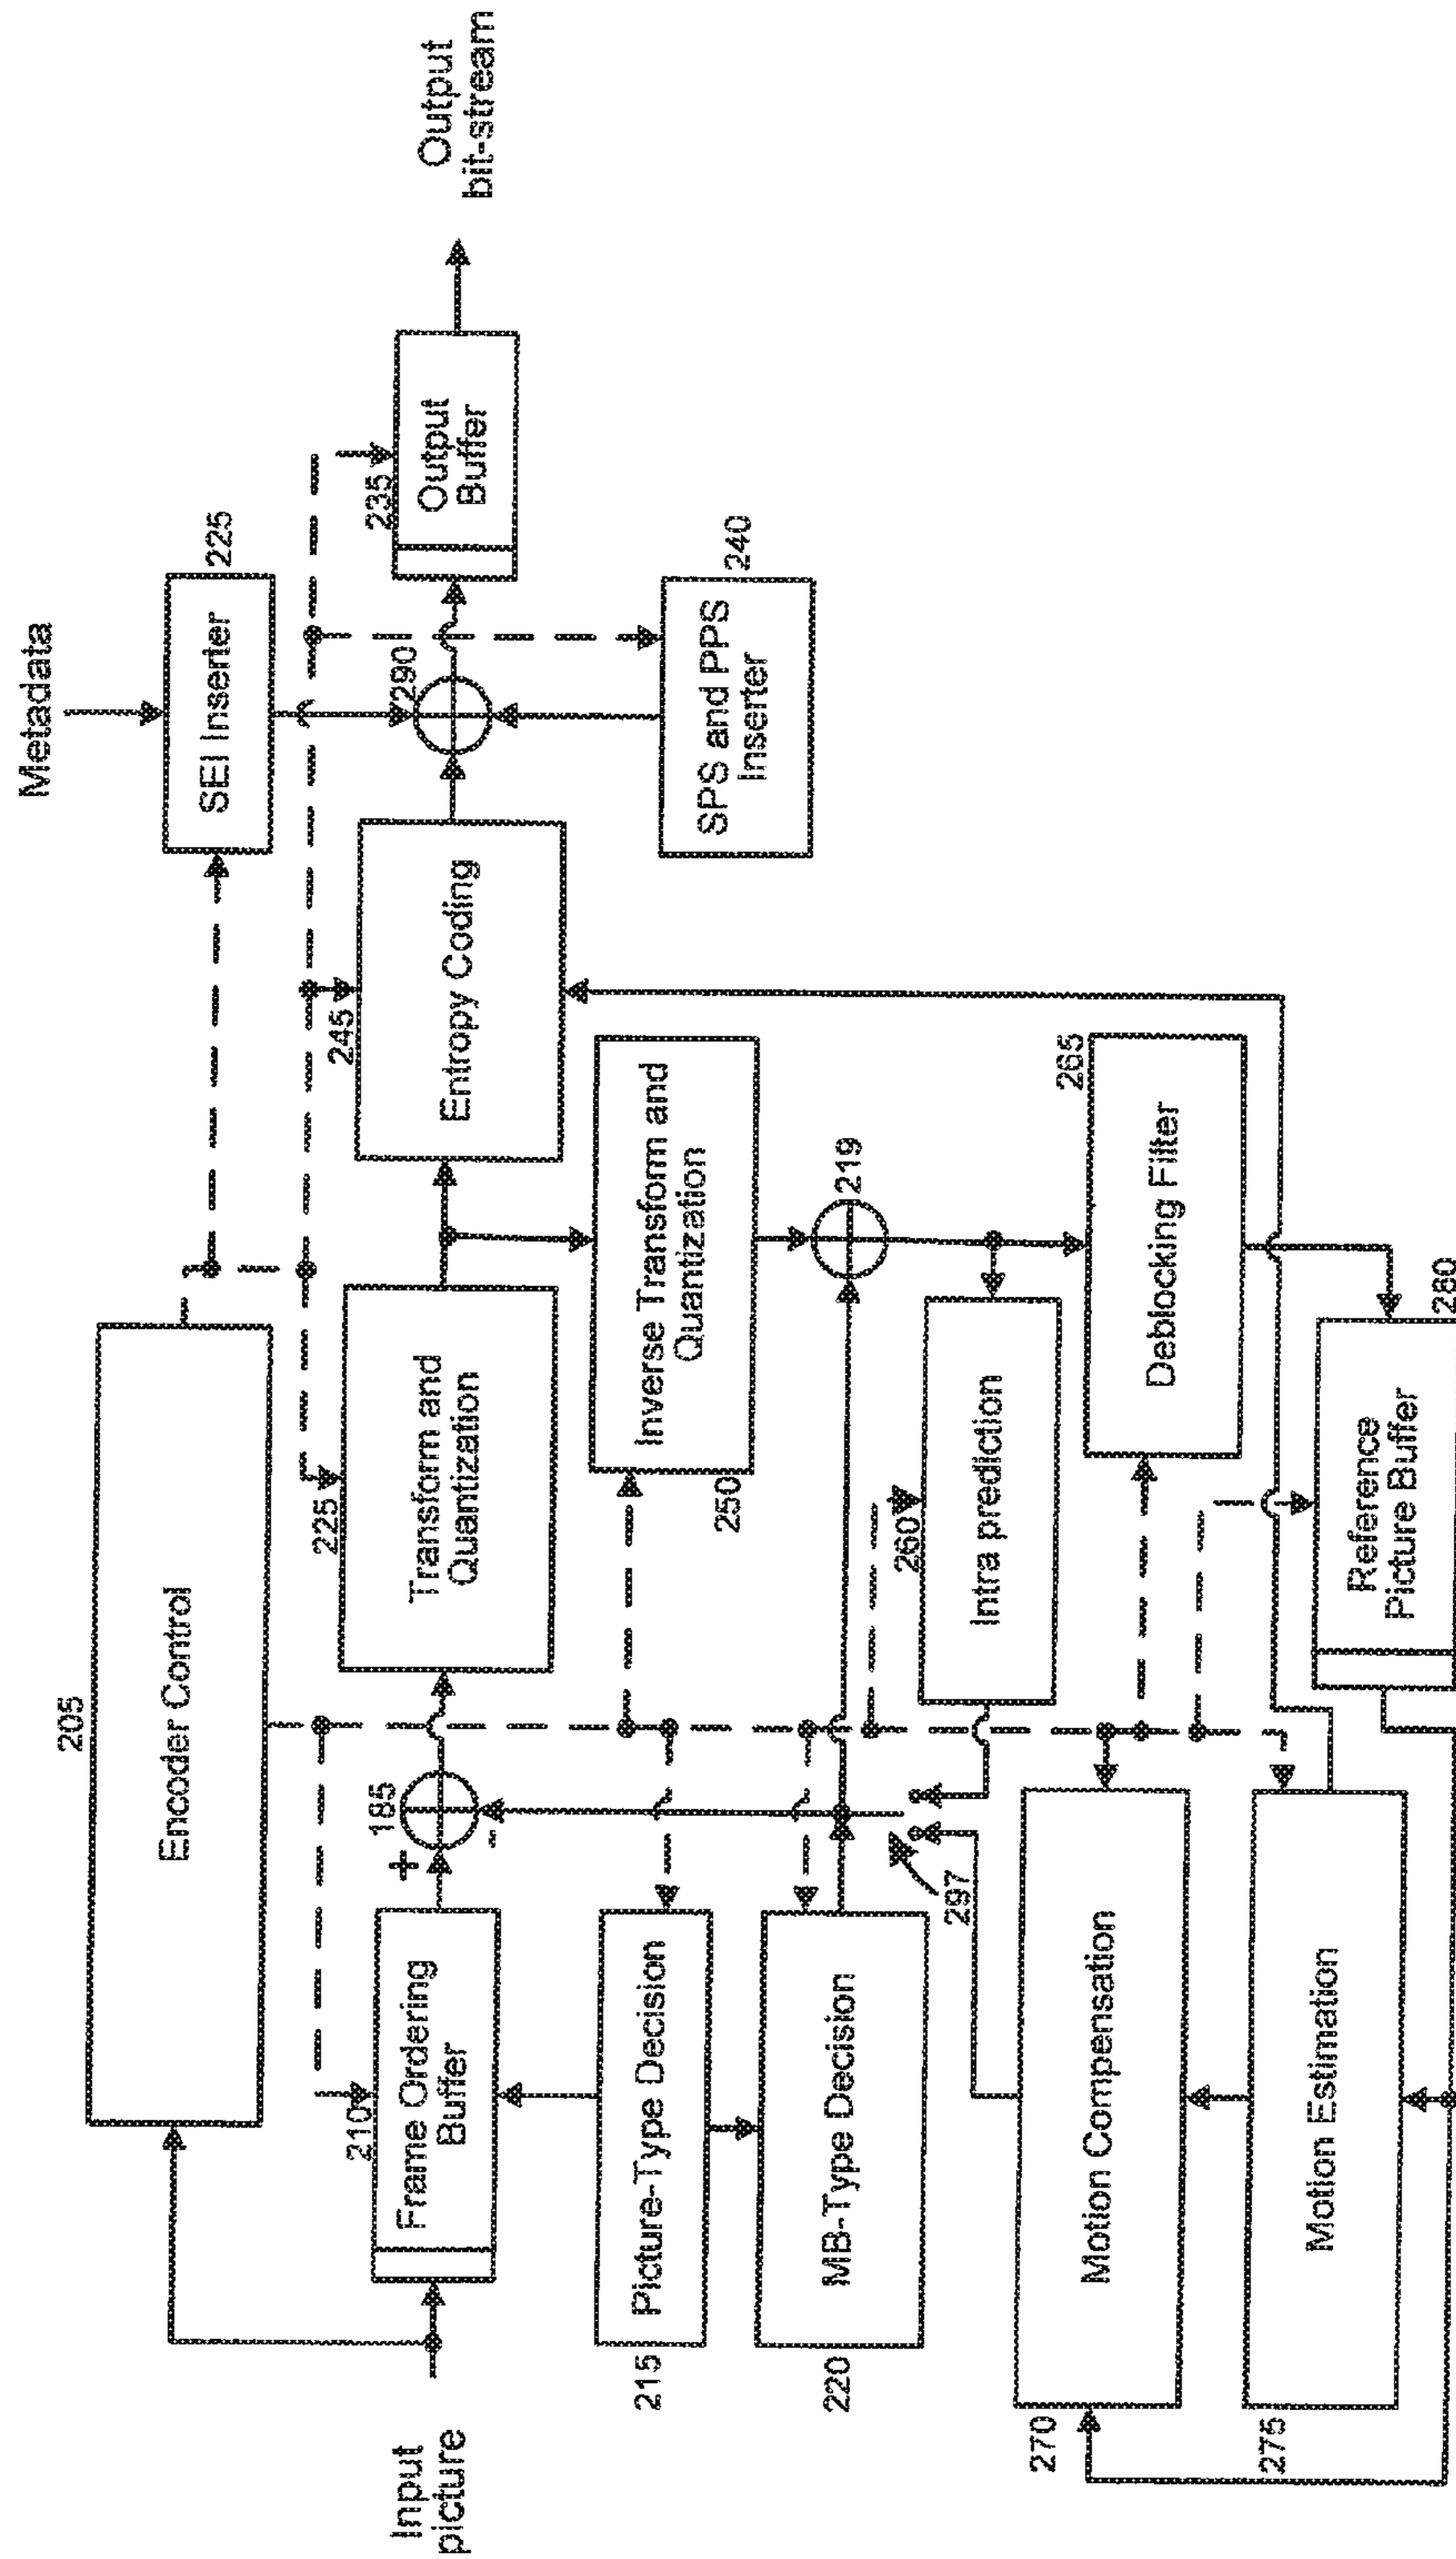 Metadata
205
Encoder Control
SEI Inserter
225
Input
picture
210
Frame Ordering
Buffer
+
185
-
225
Transform and
Quantization
245
Entropy Coding
290
235
Output
Buffer
Output
bit-stream
215
Picture-Type Decision
250
Inverse Transform and
Quantization
SPS and PPS
Inserter
240
220
MB-Type Decision
219
297
260
Intra prediction
270
Motion Compensation
265
Deblocking Filter
275
Motion Estimation
Reference
Picture Buffer
280